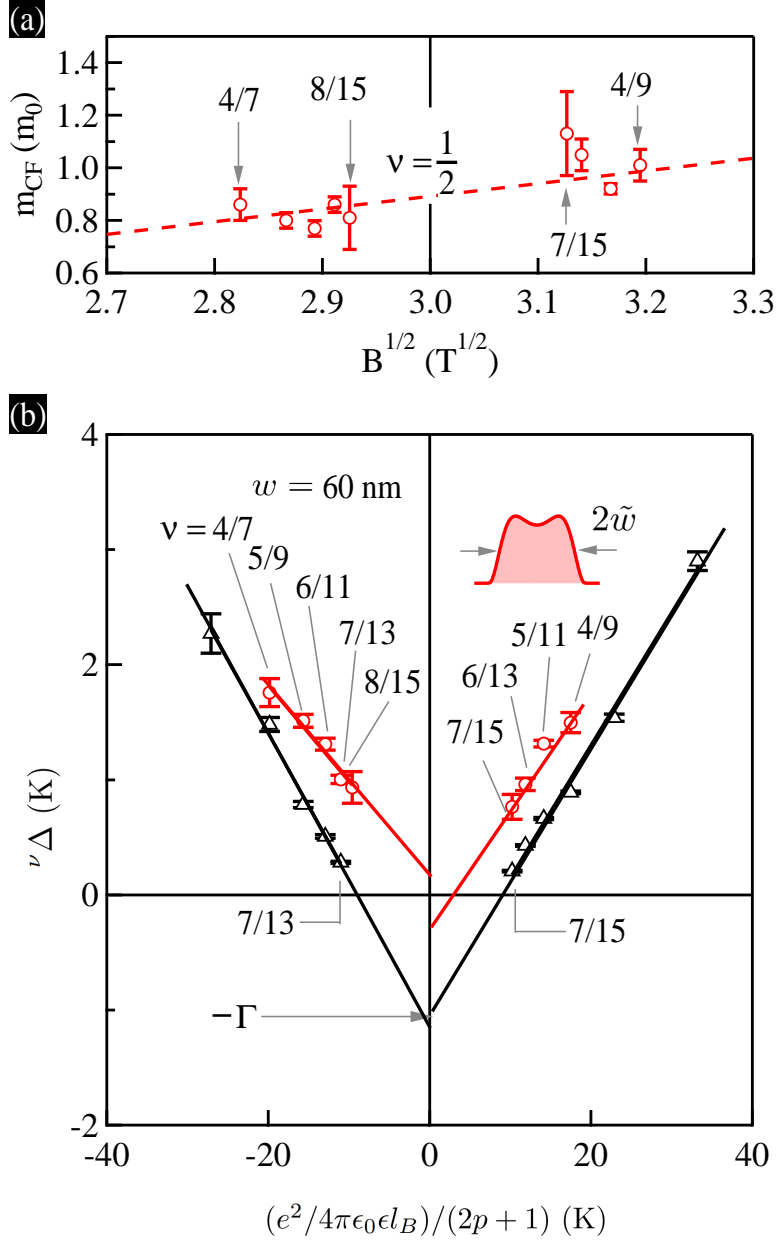 (a)
m_CF (m_0)
1.4
1.2
1.0
0.8
0.6
4/7
8/15
ν = 1/2
7/15
4/9
2.7 2.8 2.9 3.0 3.1 3.2 3.3
B^{1/2} (T^{1/2})
(b)
^νΔ (K)
4
2
0
-2
w = 60 nm
2w̃
ν = 4/7
5/9
6/11
7/13
8/15
4/9
5/11
6/13
7/15
7/13
7/15
−Γ
-40 -20 0 20 40
(e^2/4πϵ_0ϵl_B)/(2p + 1) (K)